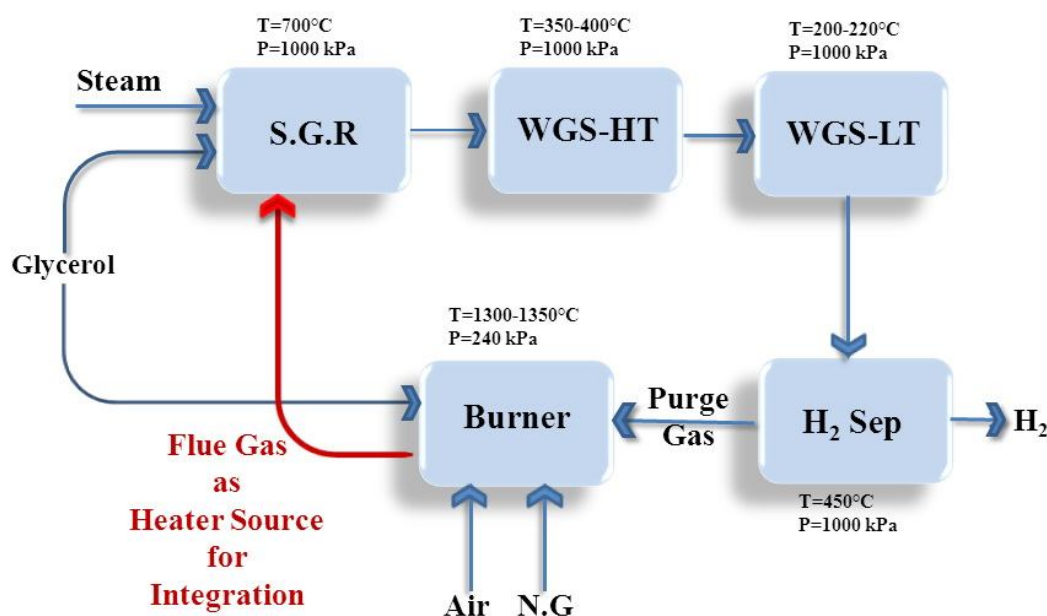 T=700°C
P=1000 kPa
T=350-400°C
P=1000 kPa
T=200-220°C
P=1000 kPa
Steam
S.G.R
WGS-HT
WGS-LT
Glycerol
T=1300-1350°C
P=240 kPa
Burner
Purge
Gas
H₂ Sep
H₂
T=450°C
P=1000 kPa
Flue Gas
as
Heater Source
for
Integration
Air
N.G